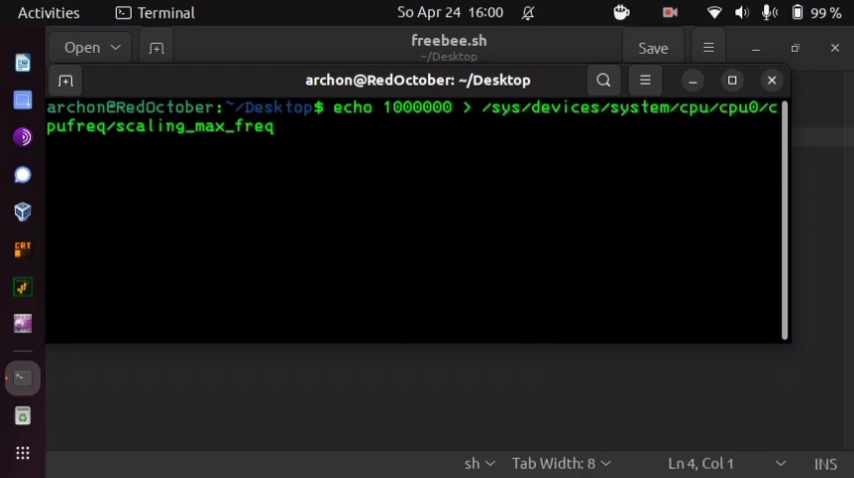 Activities Terminal So Apr 24 16:00 99 %
Open freebee.sh Save
~/Desktop
archon@RedOctober: ~/Desktop
archon@RedOctober:~/Desktop$ echo 1000000 > /sys/devices/system/cpu/cpu0/c
pufreq/scaling_max_freq
CRT
sh Tab Width: 8 Ln 4, Col 1 INS